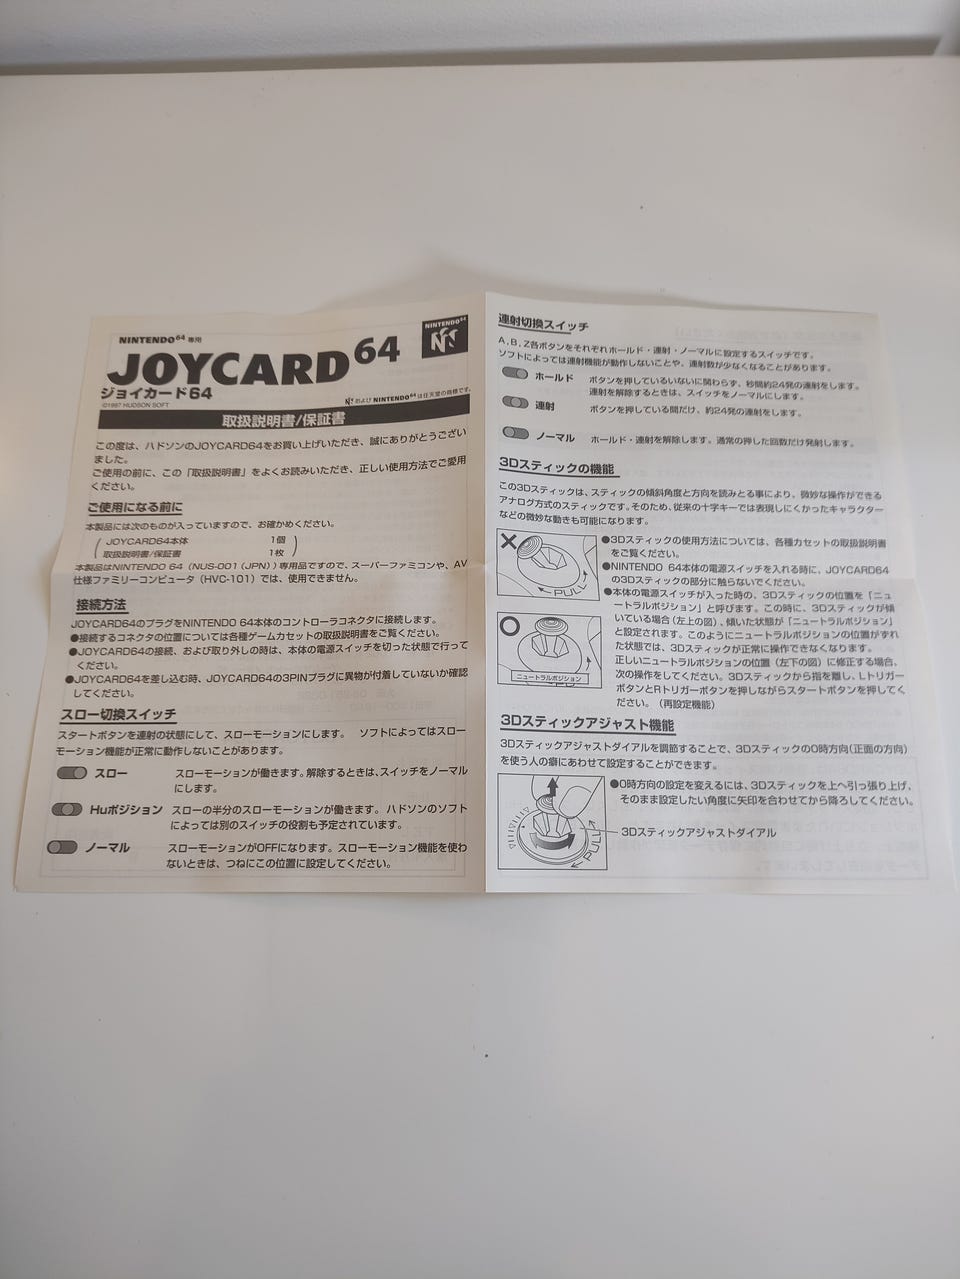 NINTENDO64専用
JOYCARD64
ジョイカード64
©1997 HUDSON SOFT
NINTENDO64
およびNINTENDO64は任天堂の商標です。
取扱説明書/保証書
この度は、ハドソンのJOYCARD64をお買い上げいただき、誠にありがとうござい
ました。
ご使用の前に、この「取扱説明書」をよくお読みいただき、正しい使用方法でご愛用
ください。
ご使用になる前に
本製品には次のものが入っていますので、お確かめください。
JOYCARD64本体 1個
取扱説明書/保証書 1枚
本製品はNINTENDO 64（NUS-001（JPN））専用品ですので、スーパーファミコンや、AV
仕様ファミリーコンピュータ（HVC-101）では、使用できません。
接続方法
JOYCARD64のプラグをNINTENDO 64本体のコントローラコネクタに接続します。
●接続するコネクタの位置については各種ゲームカセットの取扱説明書をご覧ください。
●JOYCARD64の接続、および取り外しの時は、本体の電源スイッチを切った状態で行って
ください。
●JOYCARD64を差し込む時、JOYCARD64の3PINプラグに異物が付着していないか確認
してください。
スロー切換スイッチ
スタートボタンを連射の状態にして、スローモーションにします。 ソフトによってはスロー
モーション機能が正常に動作しないことがあります。
スロー スローモーションが働きます。解除するときは、スイッチをノーマル
にします。
Huポジション スローの半分のスローモーションが働きます。ハドソンのソフト
によっては別のスイッチの役割も予定されています。
ノーマル スローモーションがOFFになります。スローモーション機能を使わ
ないときは、つねにこの位置に設定してください。
連射切換スイッチ
A、B、Z各ボタンをそれぞれホールド・連射・ノーマルに設定するスイッチです。
ソフトによっては連射機能が動作しないことや、連射数が少なくなることがあります。
ホールド ボタンを押しているいないに関わらず、秒間約24発の連射をします。
連射を解除するときは、スイッチをノーマルにします。
連射 ボタンを押している間だけ、約24発の連射をします。
ノーマル ホールド・連射を解除します。通常の押した回数だけ発射します。
3Dスティックの機能
この3Dスティックは、スティックの傾斜角度と方向を読みとる事により、微妙な操作ができる
アナログ方式のスティックです。そのため、従来の十字キーでは表現しにくかったキャラクター
などの微妙な動きも可能になります。
PULL
●3Dスティックの使用方法については、各種カセットの取扱説明書
をご覧ください。
●NINTENDO 64本体の電源スイッチを入れる時に、JOYCARD64
の3Dスティックの部分に触らないでください。
●本体の電源スイッチが入った時の、3Dスティックの位置を「ニュ
ートラルポジション」と呼びます。この時に、3Dスティックが傾
いている場合（左上の図）、傾いた状態が「ニュートラルポジション」
と設定されます。このようにニュートラルポジションの位置がずれ
た状態では、3Dスティックが正常に操作できなくなります。
正しいニュートラルポジションの位置（左下の図）に修正する場合、
次の操作をしてください。3Dスティックから指を離し、Lトリガー
ボタンとRトリガーボタンを押しながらスタートボタンを押してく
ださい。（再設定機能）
ニュートラルポジション
3Dスティックアジャスト機能
3Dスティックアジャストダイアルを調節することで、3Dスティックの0時方向（正面の方向）
を使う人の癖にあわせて設定することができます。
●0時方向の設定を変えるには、3Dスティックを上へ引っ張り上げ、
そのまま設定したい角度に矢印を合わせてから降ろしてください。
3Dスティックアジャストダイアル
PULL